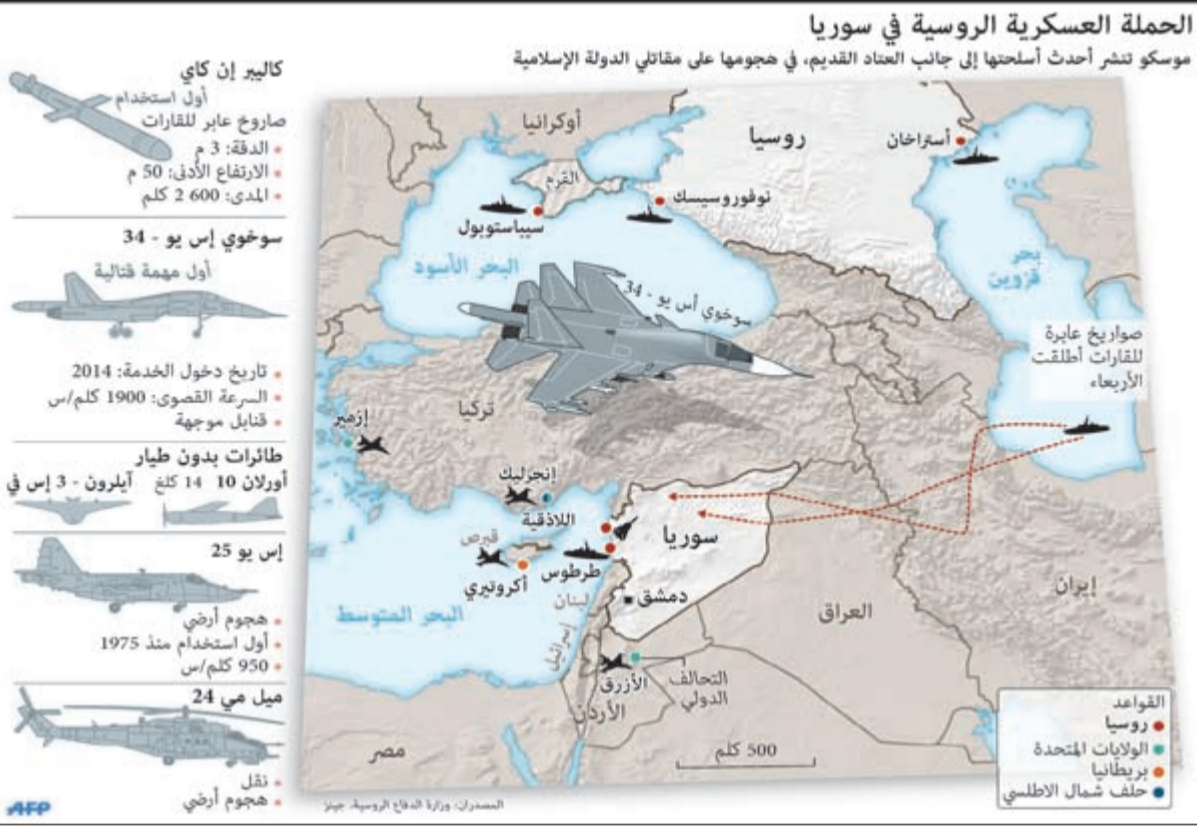 الحملة العسكرية الروسية في سوريا
موسكو تنشر أحدث أسلحتها إلى جانب العتاد القديم، في هجومها على مقاتلي الدولة الإسلامية
كاليبر إن كاي
أول استخدام
صاروخ عابر للقارات
• الدقة: 3 م
• الارتفاع الأدنى: 50 م
• المدى: 600 2 كلم
سوخوي إس يو - 34
أول مهمة قتالية
• تاريخ دخول الخدمة: 2014
• السرعة القصوى: 1900 كلم/س
• قنابل موجهة
طائرات بدون طيار
أورلان 10 14 كلغ
آيلرون - 3 إس في
إس يو 25
• هجوم أرضي
• أول استخدام منذ 1975
• 950 كلم/س
ميل مي 24
• نقل
• هجوم أرضي
أوكرانيا
روسيا
أستراخان
القرم
نوفوروسيسك
سيباستوبول
البحر الأسود
بحر
قزوين
سوخوي أس يو - 34
صواريخ عابرة
للقارات أطلقت
الأربعاء
تركيا
إزمير
إنجرليك
اللاذقية
قبرص
سوريا
طرطوس
أكروتيري
إيران
لبنان
دمشق
العراق
البحر المتوسط
إسرائيل
التحالف
الدولي
الأزرق
الأردن
مصر
500 كلم
القواعد
روسيا
الولايات المتحدة
بريطانيا
حلف شمال الاطلسي
المصدران: وزارة الدفاع الروسية، جينز
AFP